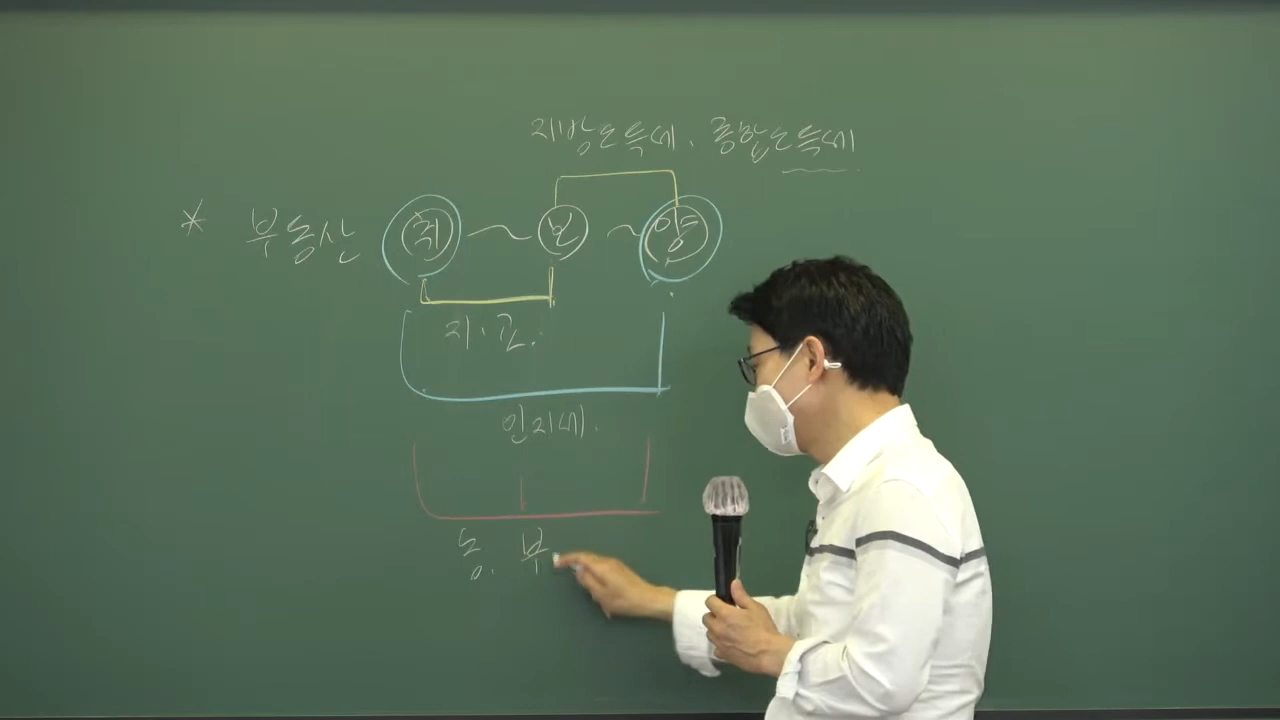 지방소득세, 종합소득세
* 부동산 취 ~ 보 ~ 양
지·교.
인지세.
농. 부